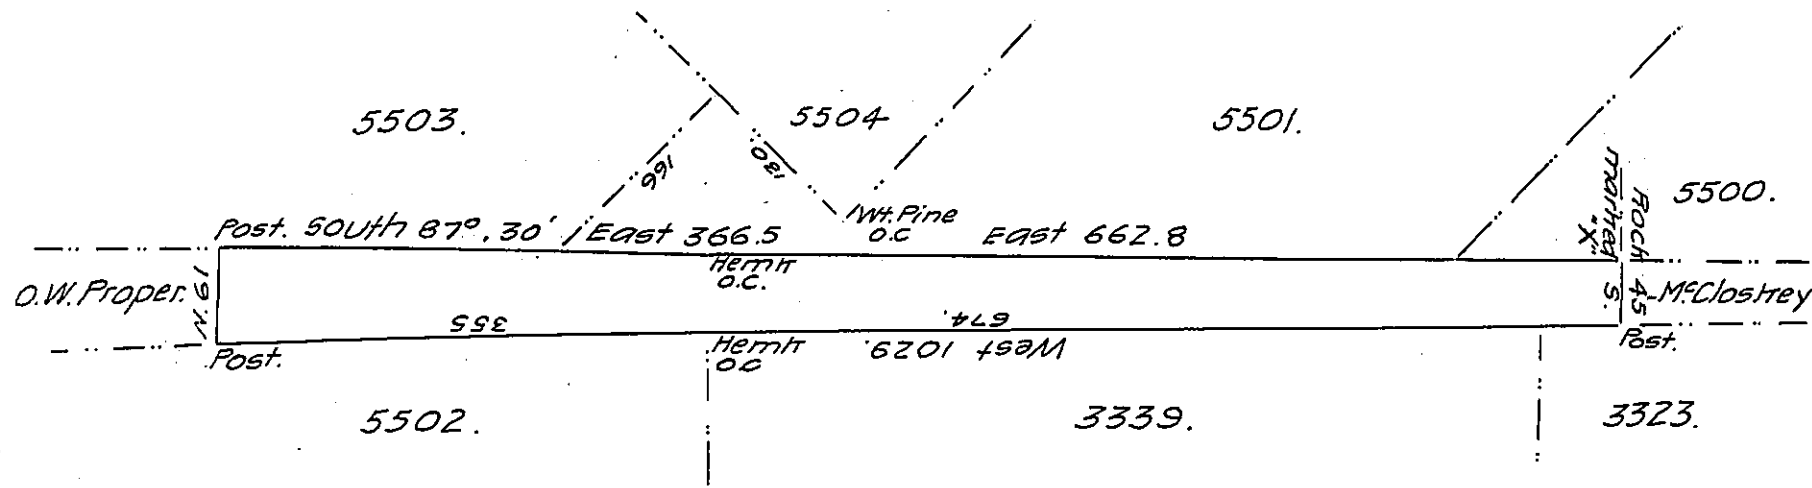 5503.
5504
5501.
5500.
166
130.
Rock
marked
"X"
Wt. Pine
O.C
Post. South 87°, 30' East 366.5
East 662.8
Hemk
O.C.
O.W. Proper.
N 61
S. 45
McCloskey
355
674.
West 1029.
Post.
Hemk
O.C
Post.
5502.
3339.
3323.